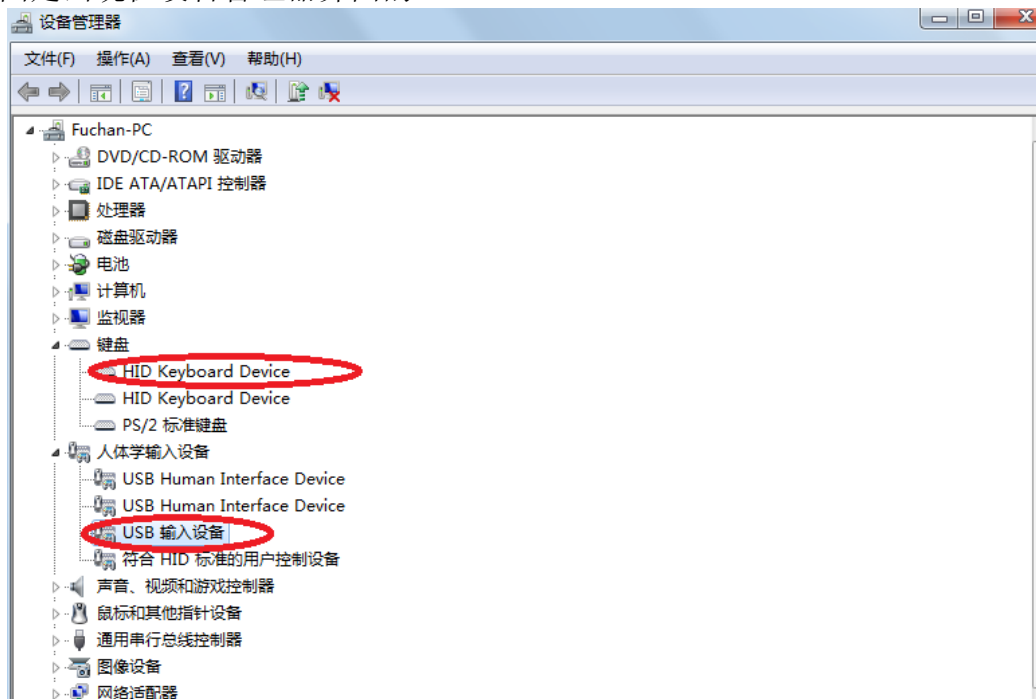 设备管理器
文件(F) 操作(A) 查看(V) 帮助(H)
Fuchan-PC
DVD/CD-ROM 驱动器
IDE ATA/ATAPI 控制器
处理器
磁盘驱动器
电池
计算机
监视器
键盘
HID Keyboard Device
HID Keyboard Device
PS/2 标准键盘
人体学输入设备
USB Human Interface Device
USB Human Interface Device
USB 输入设备
符合 HID 标准的用户控制设备
声音、视频和游戏控制器
鼠标和其他指针设备
通用串行总线控制器
图像设备
网络适配器